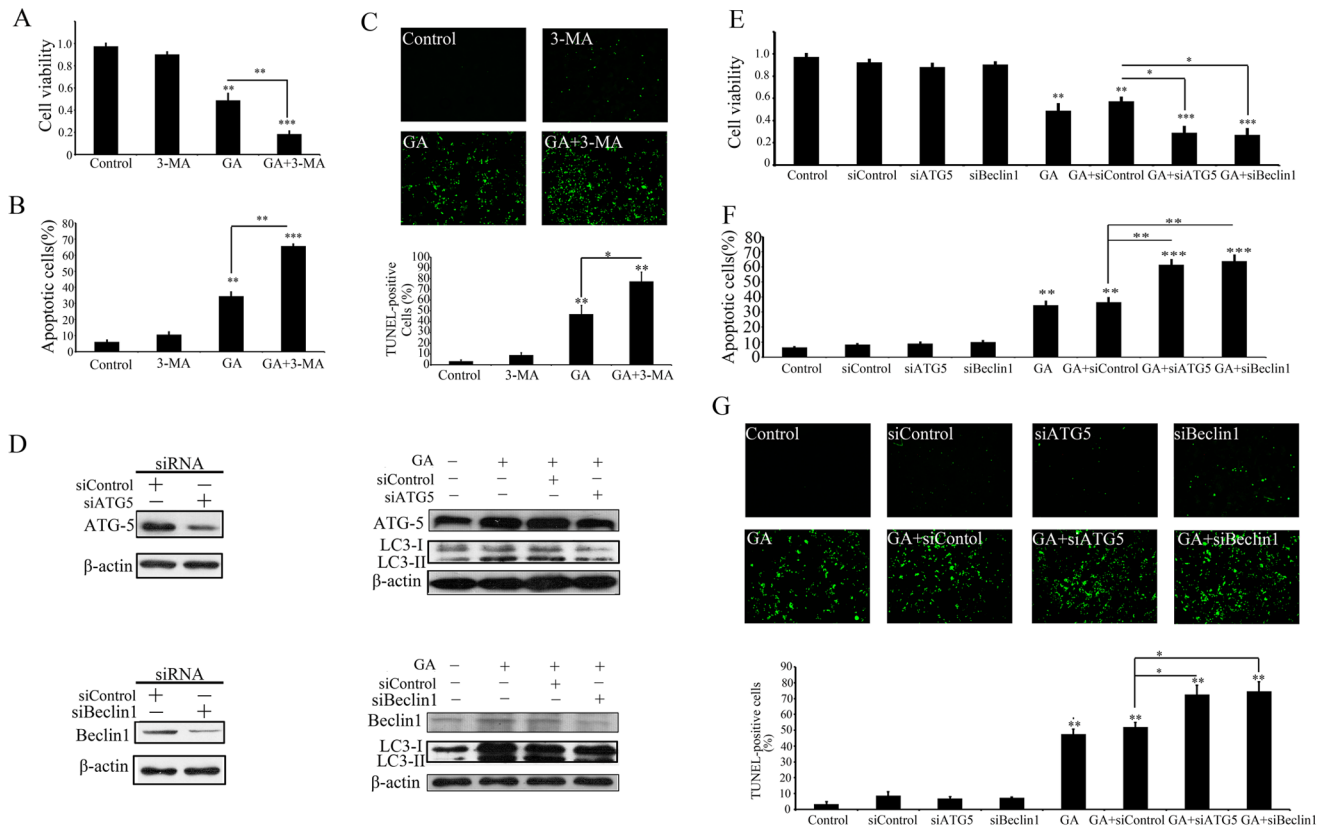 A
Cell viability
1.0
0.8
0.6
0.4
0.2
0
**
***
**
Control 3-MA GA GA+3-MA
B
Apoptotic cells(%)
80
70
60
50
40
30
20
10
0
**
***
**
Control 3-MA GA GA+3-MA
C
Control 3-MA
GA GA+3-MA
TUNEL-positive
Cells (%)
100
90
80
70
60
50
40
30
20
10
0
**
**
*
Control 3-MA GA GA+3-MA
D
siRNA
siControl + −
siATG5 − +
ATG-5
β-actin
GA − + + +
siControl − − + −
siATG5 − − − +
ATG-5
LC3-I
LC3-II
β-actin
siRNA
siControl + −
siBeclin1 − +
Beclin1
β-actin
GA − + + +
siControl − − + −
siBeclin1 − − − +
Beclin1
LC3-I
LC3-II
β-actin
E
Cell viability
1.0
0.8
0.6
0.4
0.2
0
**
**
***
***
*
*
Control siControl siATG5 siBeclin1 GA GA+siControl GA+siATG5 GA+siBeclin1
F
Apoptotic cells(%)
80
70
60
50
40
30
20
10
0
**
**
***
***
**
**
Control siControl siATG5 siBeclin1 GA GA+siControl GA+siATG5 GA+siBeclin1
G
Control siControl siATG5 siBeclin1
GA GA+siContol GA+siATG5 GA+siBeclin1
TUNEL-positive cells
(%)
90
80
70
60
50
40
30
20
10
0
**
**
**
**
*
*
Control siControl siATG5 siBeclin1 GA GA+siControl GA+siATG5 GA+siBeclin1